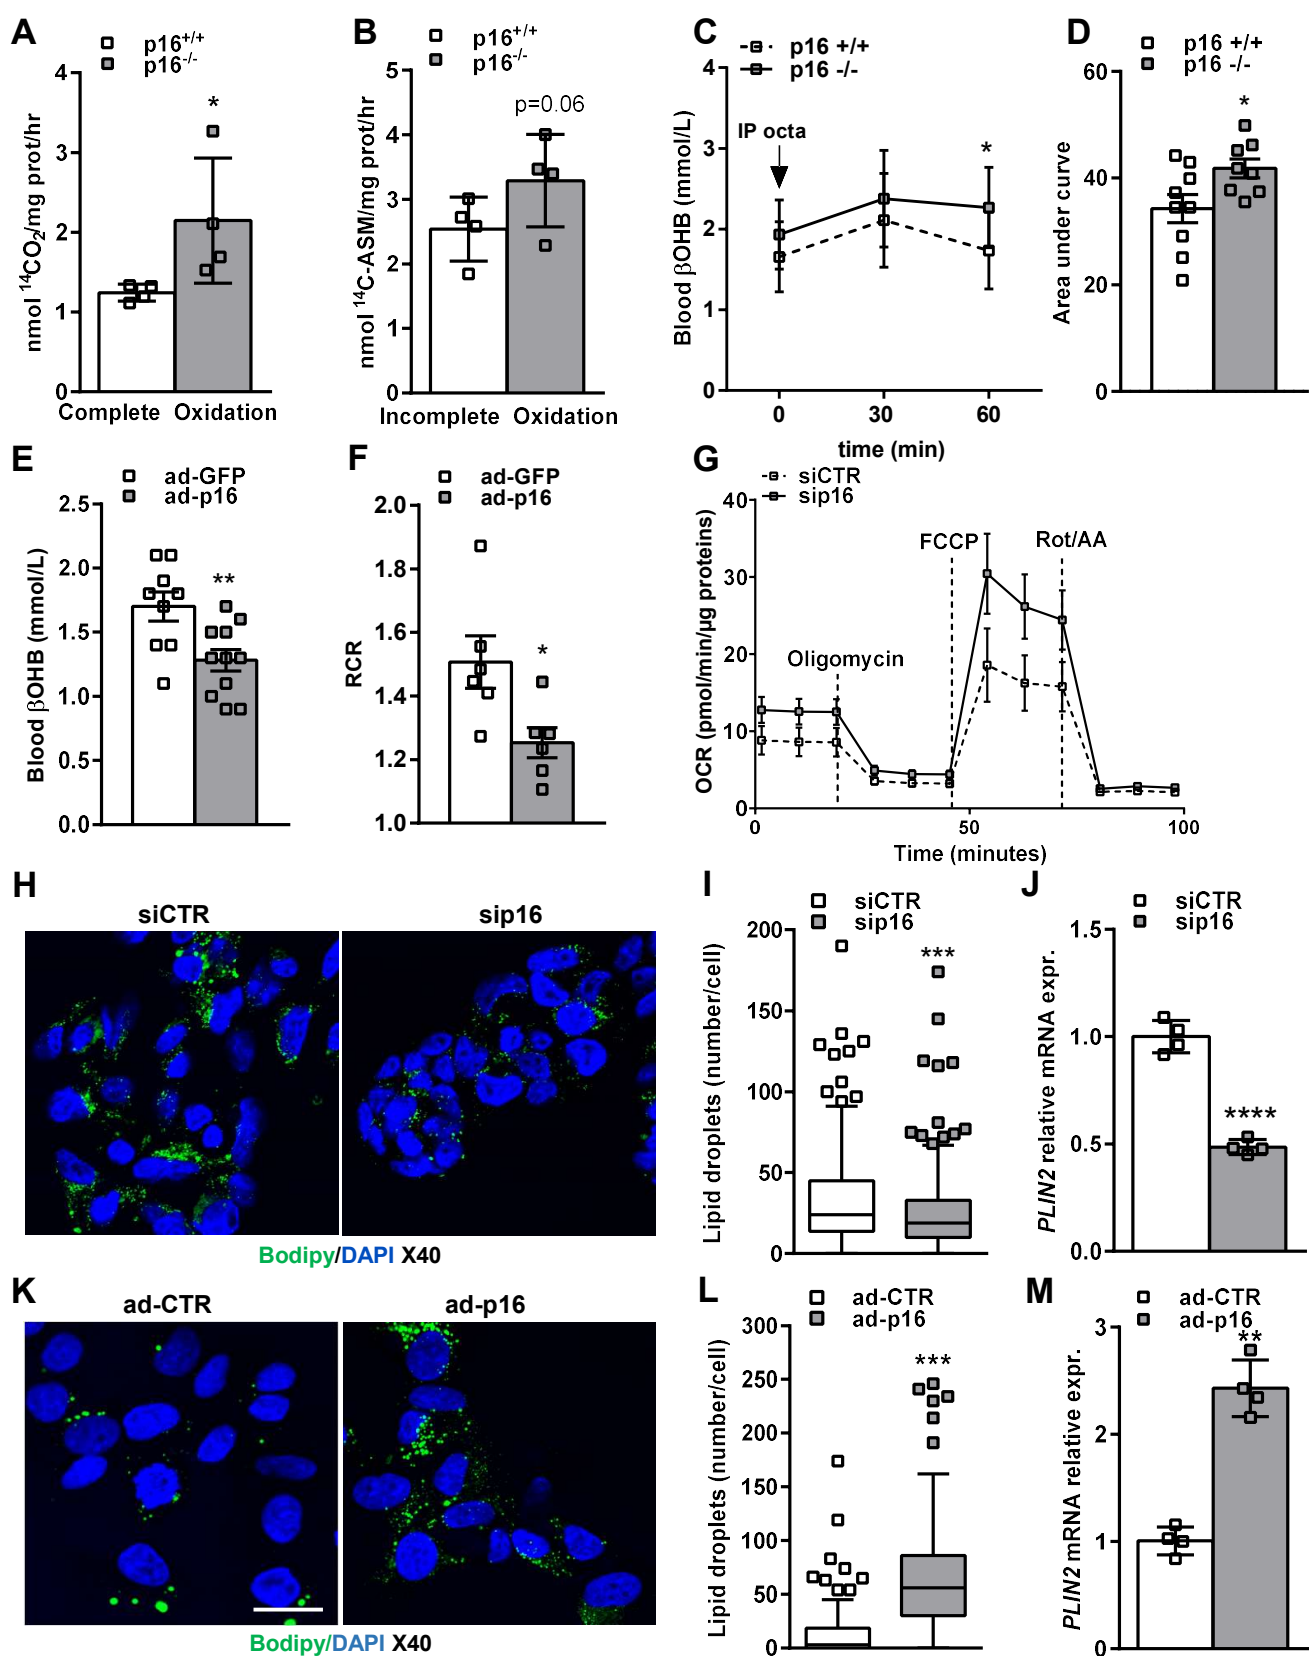 A
p16+/+
p16-/-
nmol 14CO2/mg prot/hr
4
3
2
1
0
*
Complete Oxidation
B
p16+/+
p16-/-
nmol 14C-ASM/mg prot/hr
5
4
3
2
1
0
p=0.06
Incomplete Oxidation
C
p16 +/+
p16 -/-
Blood βOHB (mmol/L)
4
3
2
1
0
IP octa
*
0 30 60
time (min)
D
p16 +/+
p16 -/-
Area under curve
60
40
20
0
*
E
ad-GFP
ad-p16
Blood βOHB (mmol/L)
2.5
2.0
1.5
1.0
0.5
0.0
**
F
ad-GFP
ad-p16
RCR
2.0
1.8
1.6
1.4
1.2
1.0
*
G
siCTR
sip16
OCR (pmol/min/µg proteins)
40
30
20
10
0
Oligomycin
FCCP
Rot/AA
0 50 100
Time (minutes)
H
siCTR
sip16
Bodipy/DAPI X40
I
siCTR
sip16
Lipid droplets (number/cell)
200
150
100
50
0
***
J
siCTR
sip16
PLIN2 relative mRNA expr.
1.5
1.0
0.5
0.0
****
K
ad-CTR
ad-p16
Bodipy/DAPI X40
L
ad-CTR
ad-p16
Lipid droplets (number/cell)
300
250
200
150
100
50
0
***
M
ad-CTR
ad-p16
PLIN2 mRNA relative expr.
3
2
1
0
**